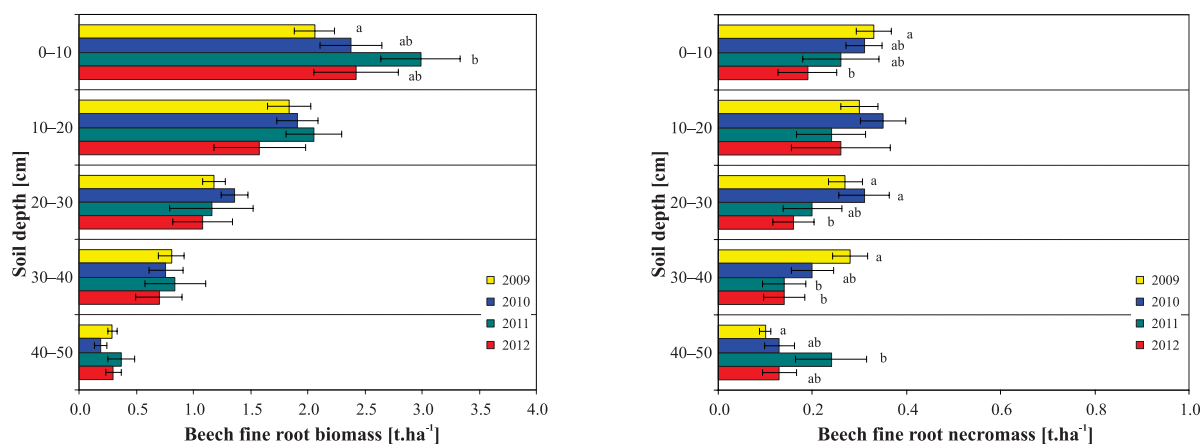 Soil depth [cm]
0–10
a
ab
b
ab
10–20
20–30
30–40
40–50
2009
2010
2011
2012
0.0 0.5 1.0 1.5 2.0 2.5 3.0 3.5 4.0
Beech fine root biomass [t.ha⁻¹]
Soil depth [cm]
0–10
a
ab
ab
b
10–20
20–30
a
a
ab
b
30–40
a
ab
b
b
40–50
a
ab
b
ab
2009
2010
2011
2012
0.0 0.2 0.4 0.6 0.8 1.0
Beech fine root necromass [t.ha⁻¹]